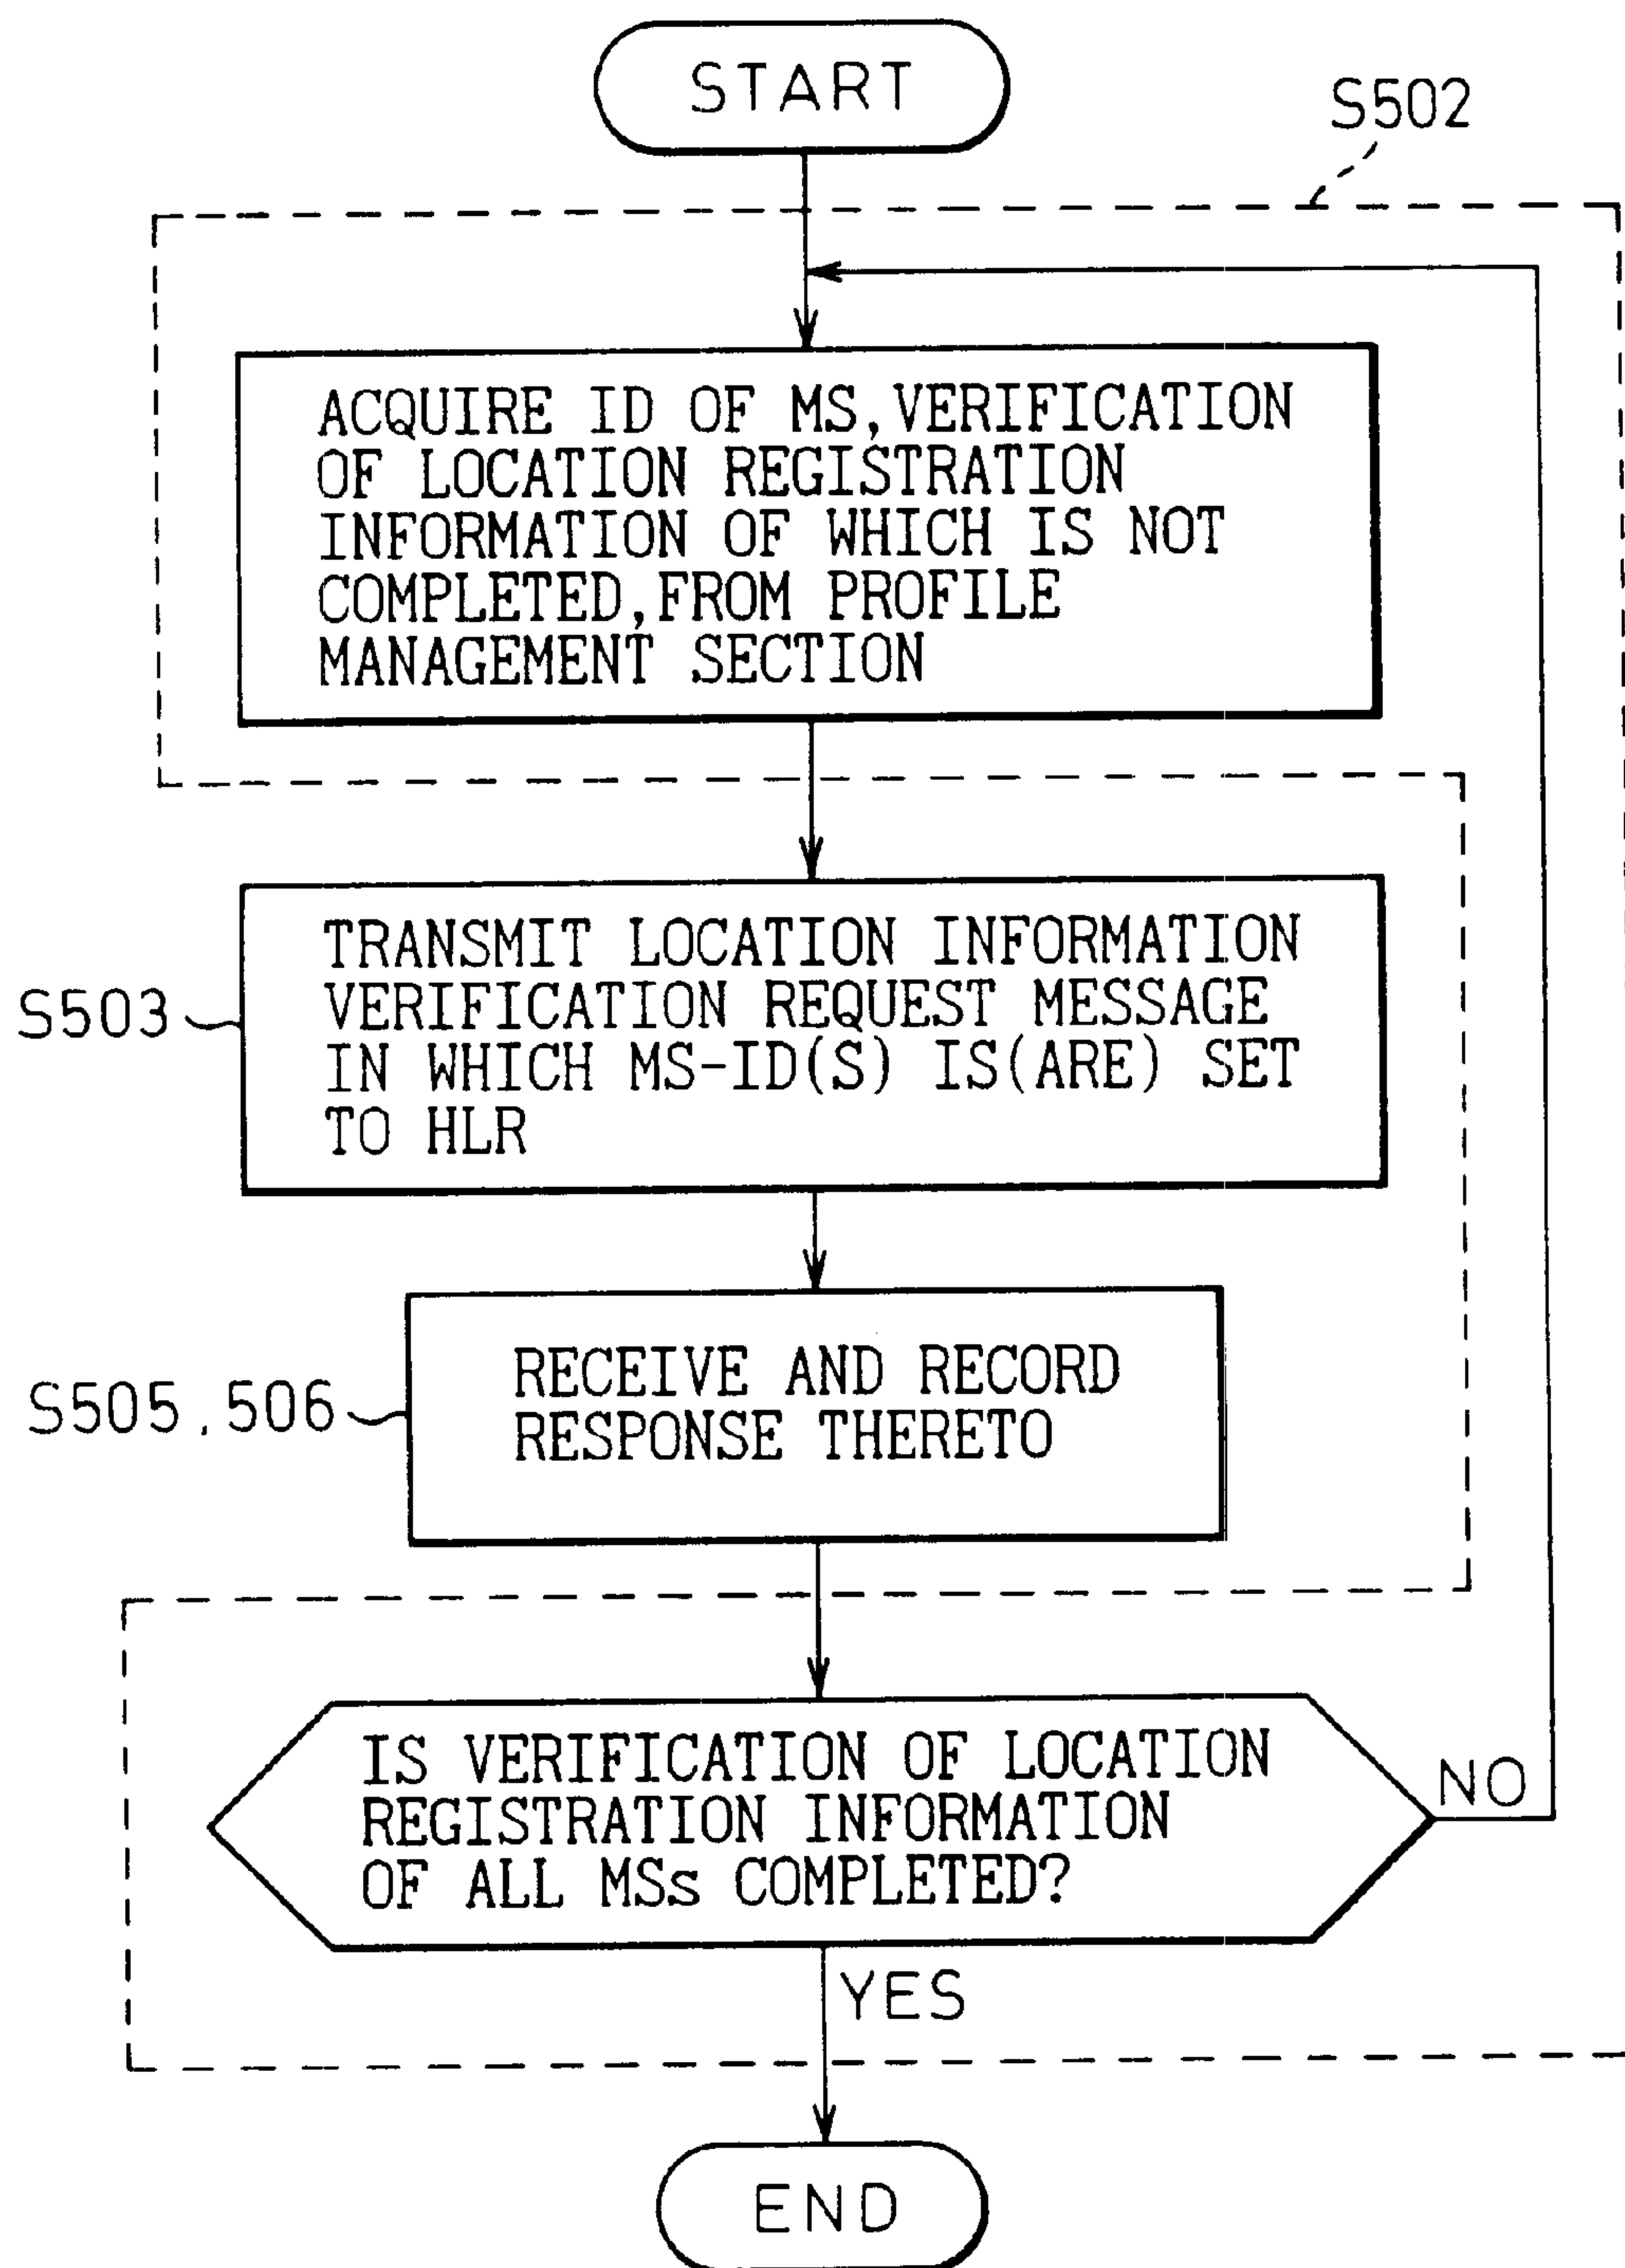 START
S502
ACQUIRE ID OF MS,VERIFICATION
OF LOCATION REGISTRATION
INFORMATION OF WHICH IS NOT
COMPLETED,FROM PROFILE
MANAGEMENT SECTION
S503
TRANSMIT LOCATION INFORMATION
VERIFICATION REQUEST MESSAGE
IN WHICH MS-ID(S) IS(ARE) SET
TO HLR
S505,506
RECEIVE AND RECORD
RESPONSE THERETO
IS VERIFICATION OF LOCATION
REGISTRATION INFORMATION
OF ALL MSs COMPLETED?
NO
YES
END